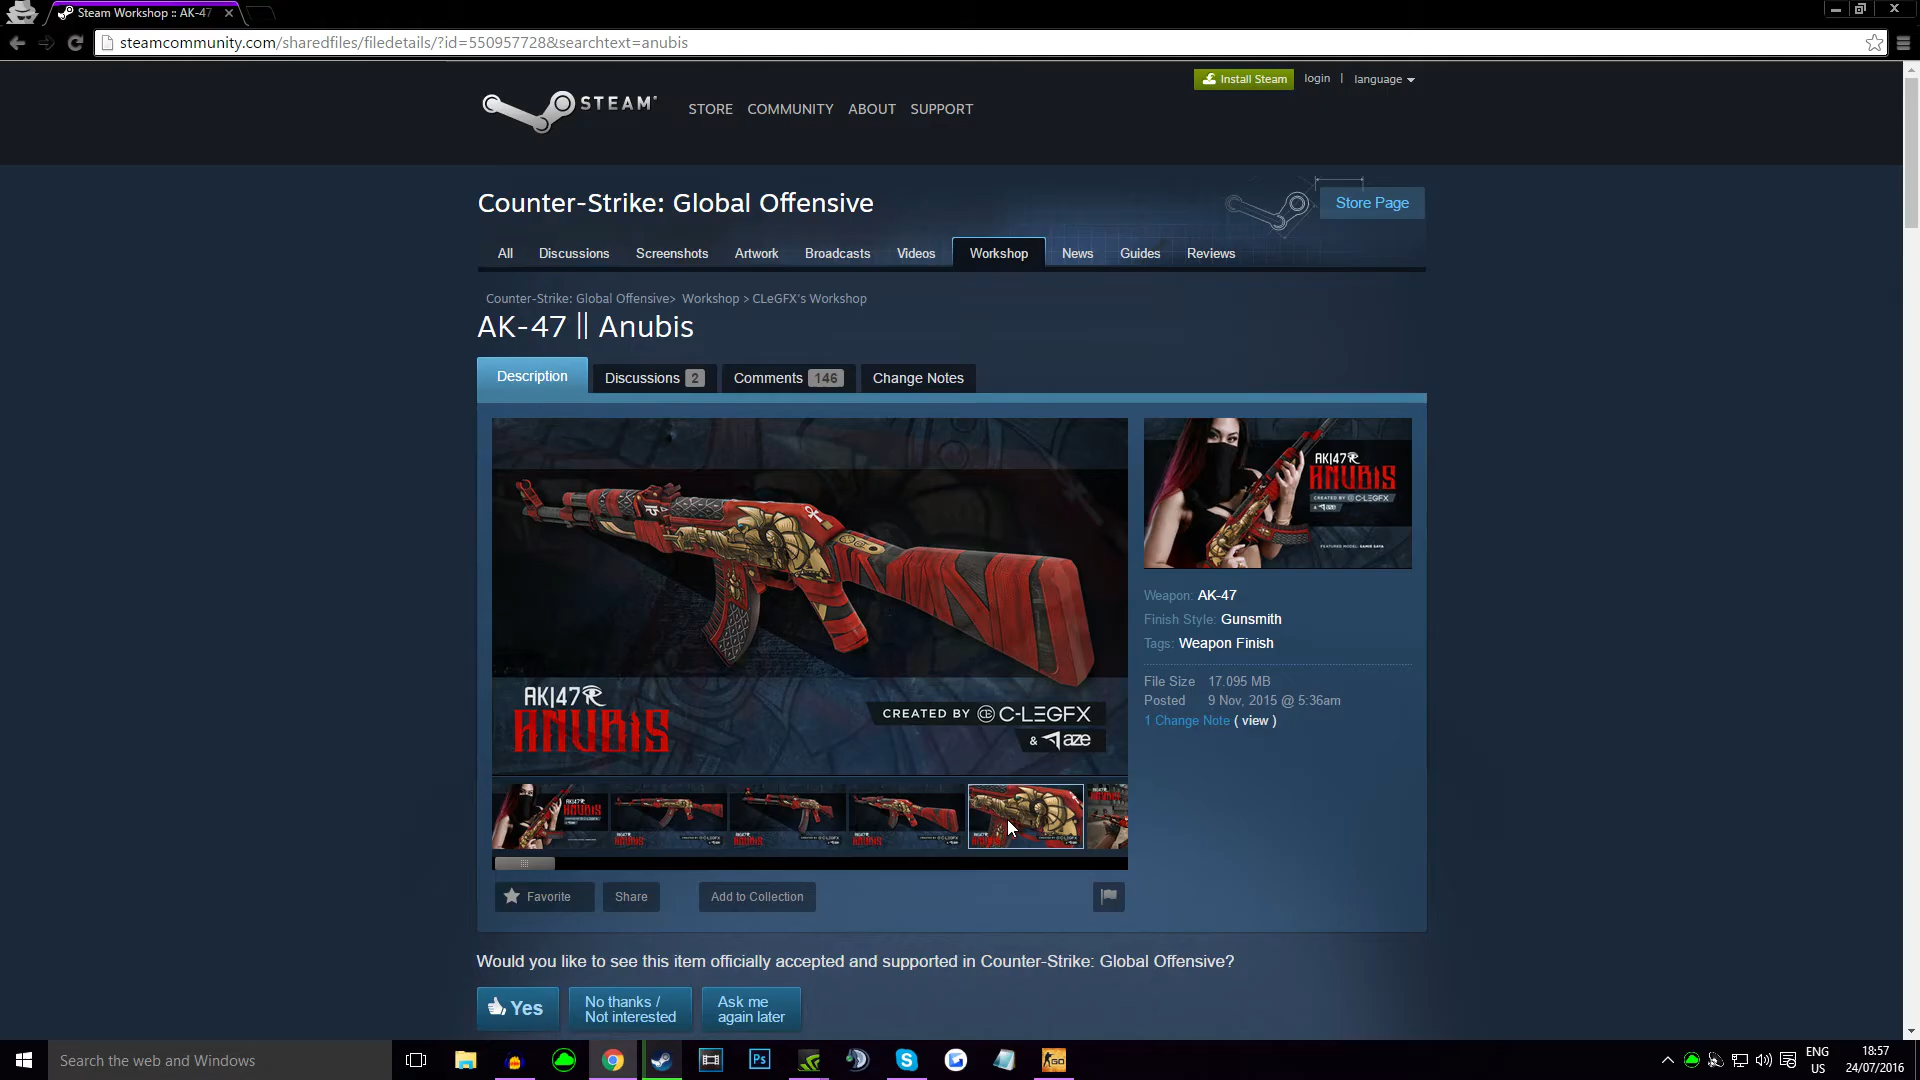 Steam Workshop :: AK-47
steamcommunity.com/sharedfiles/filedetails/?id=550957728&searchtext=anubis
Install Steam login | language
STEAM STORE COMMUNITY ABOUT SUPPORT
Counter-Strike: Global Offensive
Store Page
All Discussions Screenshots Artwork Broadcasts Videos Workshop News Guides Reviews
Counter-Strike: Global Offensive> Workshop > CLeGFX's Workshop
AK-47 || Anubis
Description Discussions 2 Comments 146 Change Notes
AK|47
ANUBIS
CREATED BY C-LEGFX
& aze
AK|47
ANUBIS
CREATED BY C-LEGFX
Weapon: AK-47
Finish Style: Gunsmith
Tags: Weapon Finish
File Size 17.095 MB
Posted 9 Nov, 2015 @ 5:36am
1 Change Note ( view )
Favorite Share Add to Collection
Would you like to see this item officially accepted and supported in Counter-Strike: Global Offensive?
Yes
No thanks /
Not interested
Ask me
again later
Search the web and Windows
Ps
GO
ENG
US
18:57
24/07/2016